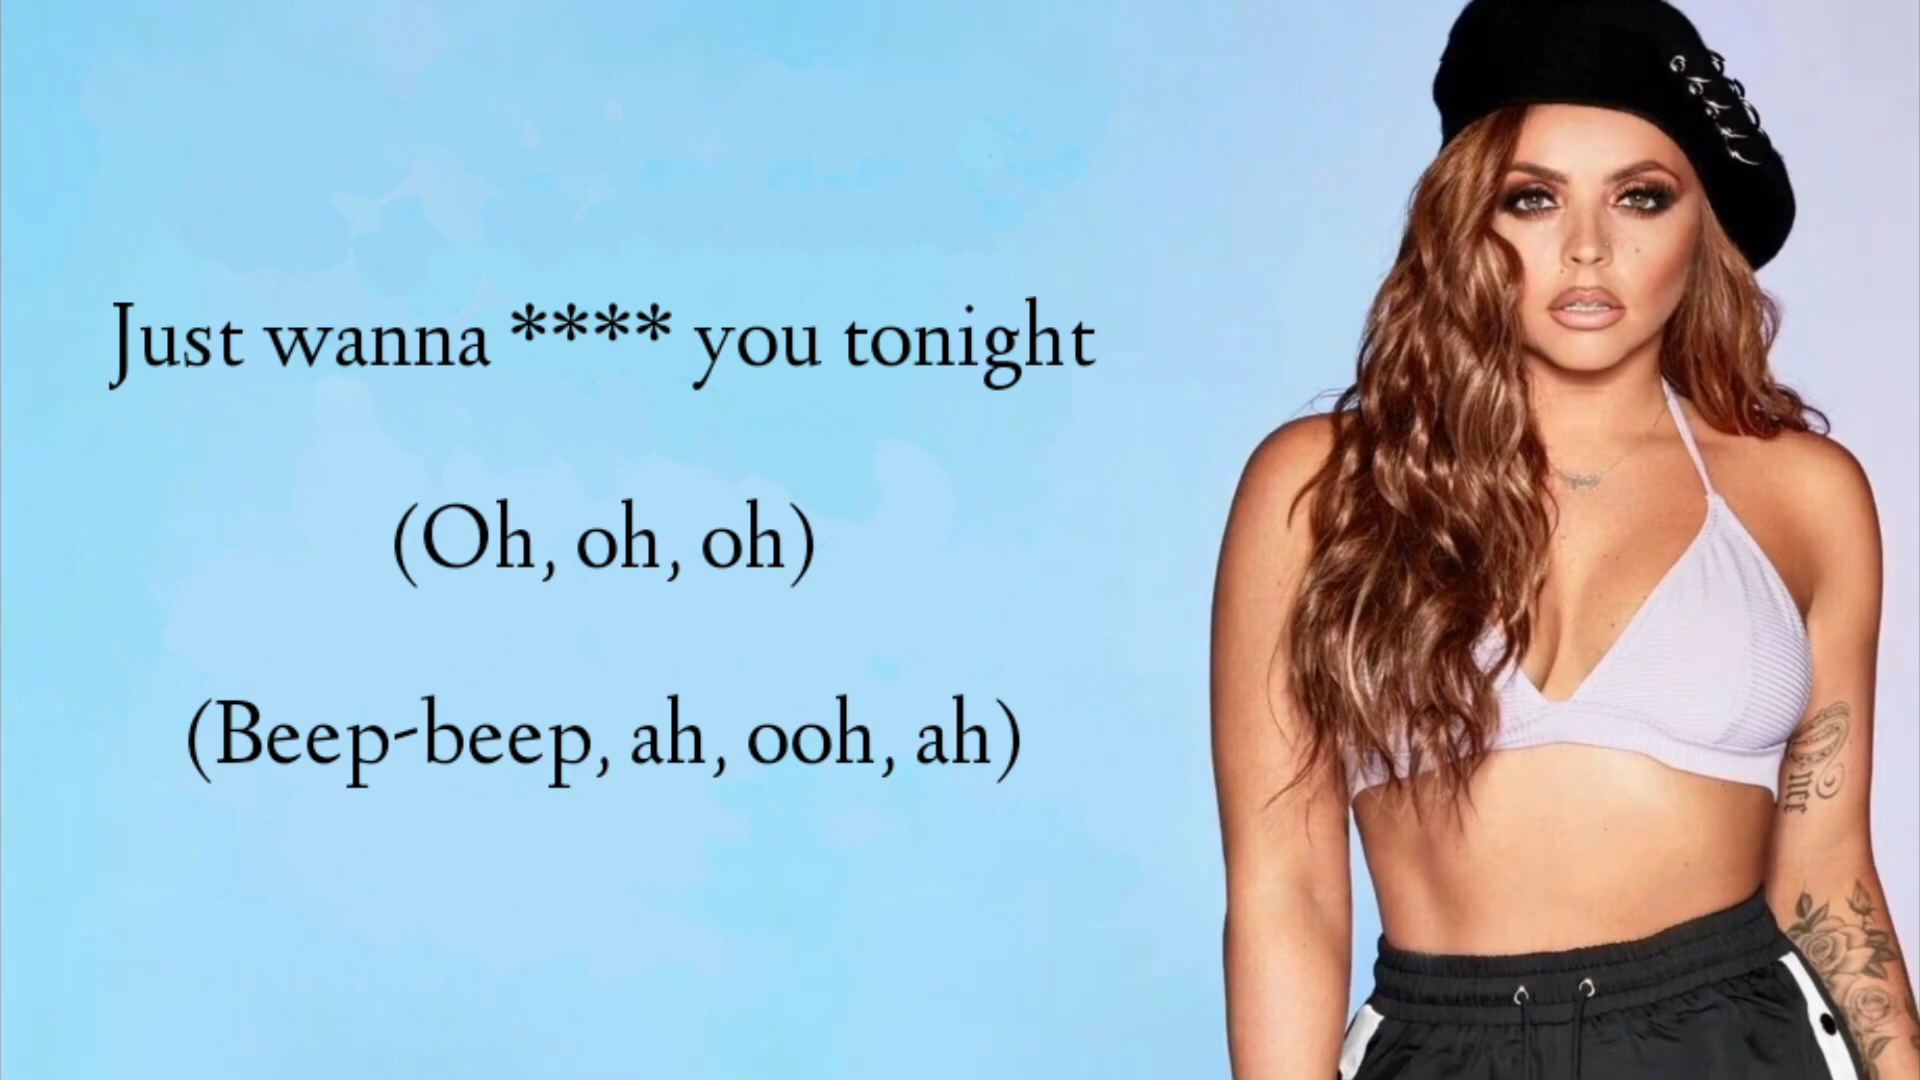 Just wanna **** you tonight
(Oh, oh, oh)
(Beep-beep, ah, ooh, ah)